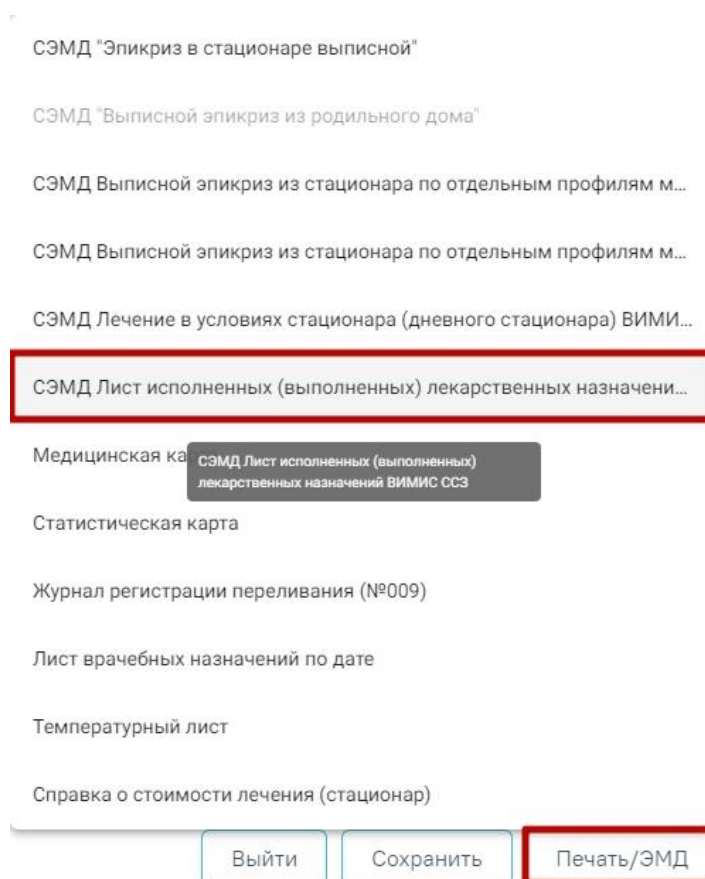 СЭМД "Эпикриз в стационаре выписной"
СЭМД "Выписной эпикриз из родильного дома"
СЭМД Выписной эпикриз из стационара по отдельным профилям м...
СЭМД Выписной эпикриз из стационара по отдельным профилям м...
СЭМД Лечение в условиях стационара (дневного стационара) ВИМИ...
СЭМД Лист исполненных (выполненных) лекарственных назначени...
Медицинская
СЭМД Лист исполненных (выполненных)
лекарственных назначений ВИМИС ССЗ
Статистическая карта
Журнал регистрации переливания (№009)
Лист врачебных назначений по дате
Температурный лист
Справка о стоимости лечения (стационар)
Выйти Сохранить Печать/ЭМД